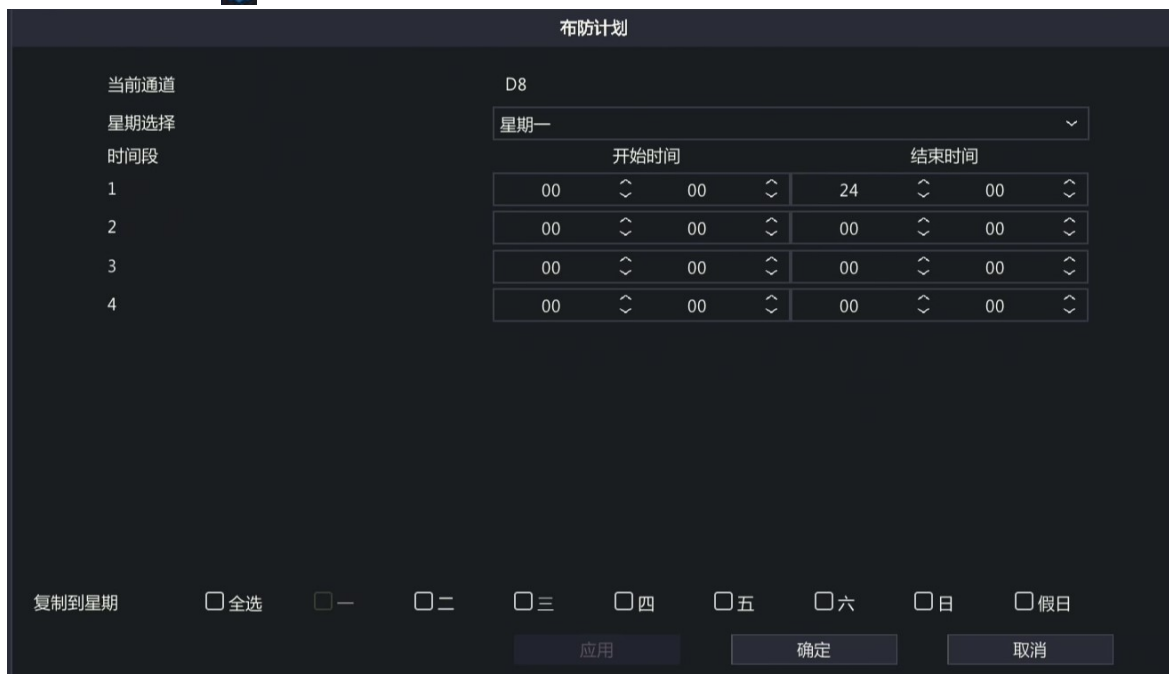 布防计划
当前通道 D8
星期选择 星期一
时间段 开始时间 结束时间
1 00 00 24 00
2 00 00 00 00
3 00 00 00 00
4 00 00 00 00
复制到星期 全选 一 二 三 四 五 六 日 假日
应用 确定 取消